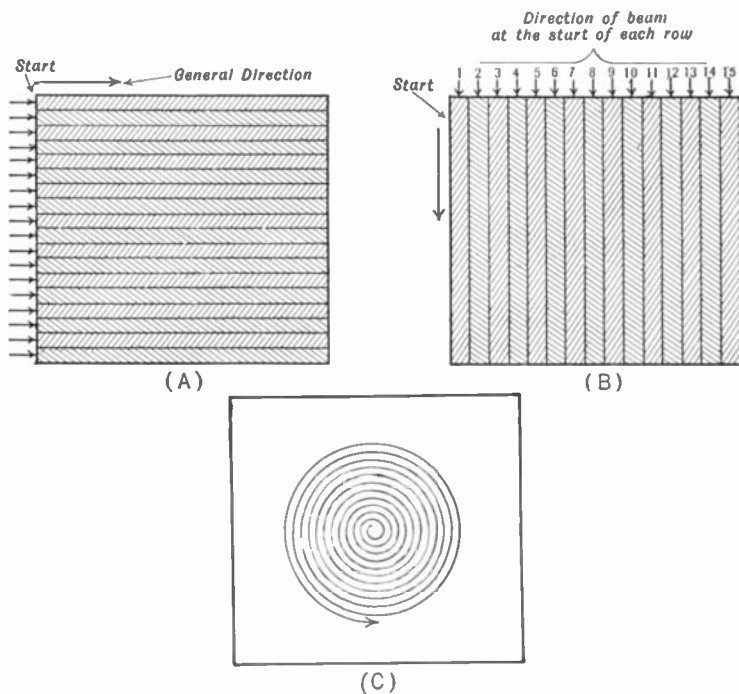 Start
General Direction
(A)
Direction of beam
at the sturt of each row
1 2 3 4 5 6 7 8 9 10 11 12 13 14 15
Start
(B)
(C)